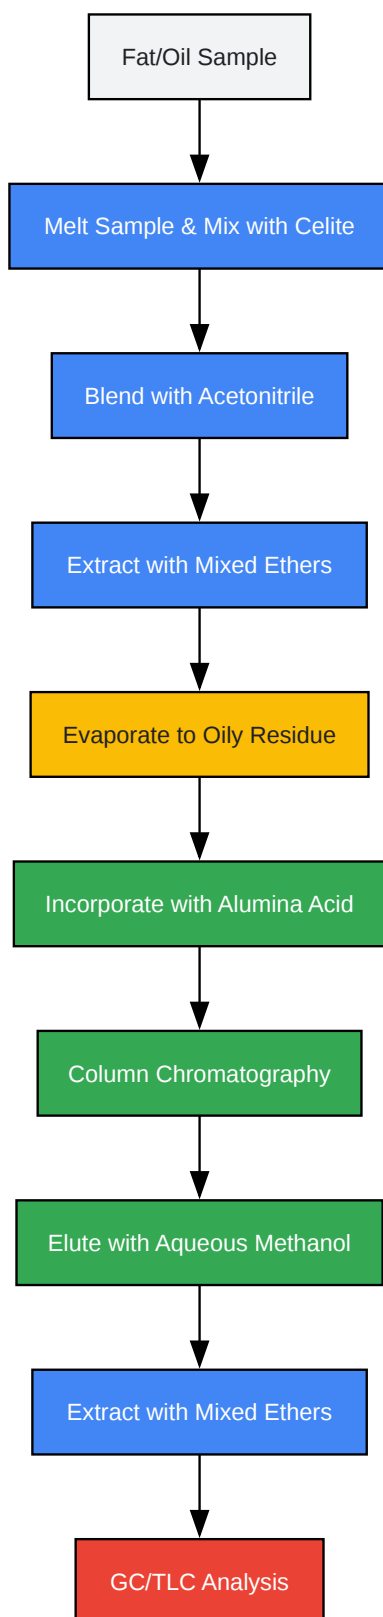 Fat/Oil Sample
Melt Sample & Mix with Celite
Blend with Acetonitrile
Extract with Mixed Ethers
Evaporate to Oily Residue
Incorporate with Alumina Acid
Column Chromatography
Elute with Aqueous Methanol
Extract with Mixed Ethers
GC/TLC Analysis